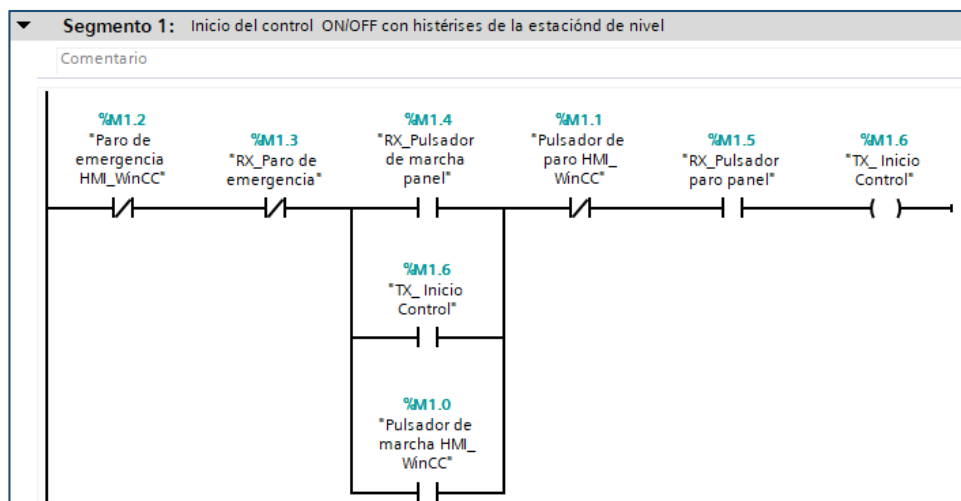 Segmento 1: Inicio del control ON/OFF con histérises de la estaciónd de nivel
Comentario
%M1.2
"Paro de
emergencia
HMI_WinCC"
%M1.3
"RX_Paro de
emergencia"
%M1.4
"RX_Pulsador
de marcha
panel"
%M1.1
"Pulsador de
paro HMI_
WinCC"
%M1.5
"RX_Pulsador
paro panel"
%M1.6
"TX_ Inicio
Control"
%M1.6
"TX_ Inicio
Control"
%M1.0
"Pulsador de
marcha HMI_
WinCC"